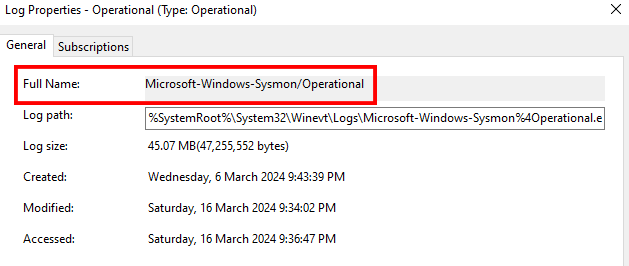 Log Properties - Operational (Type: Operational)
General Subscriptions
Full Name: Microsoft-Windows-Sysmon/Operational
Log path: %SystemRoot%\System32\Winevt\Logs\Microsoft-Windows-Sysmon%4Operational.e
Log size: 45.07 MB(47,255,552 bytes)
Created: Wednesday, 6 March 2024 9:43:39 PM
Modified: Saturday, 16 March 2024 9:34:02 PM
Accessed: Saturday, 16 March 2024 9:36:47 PM